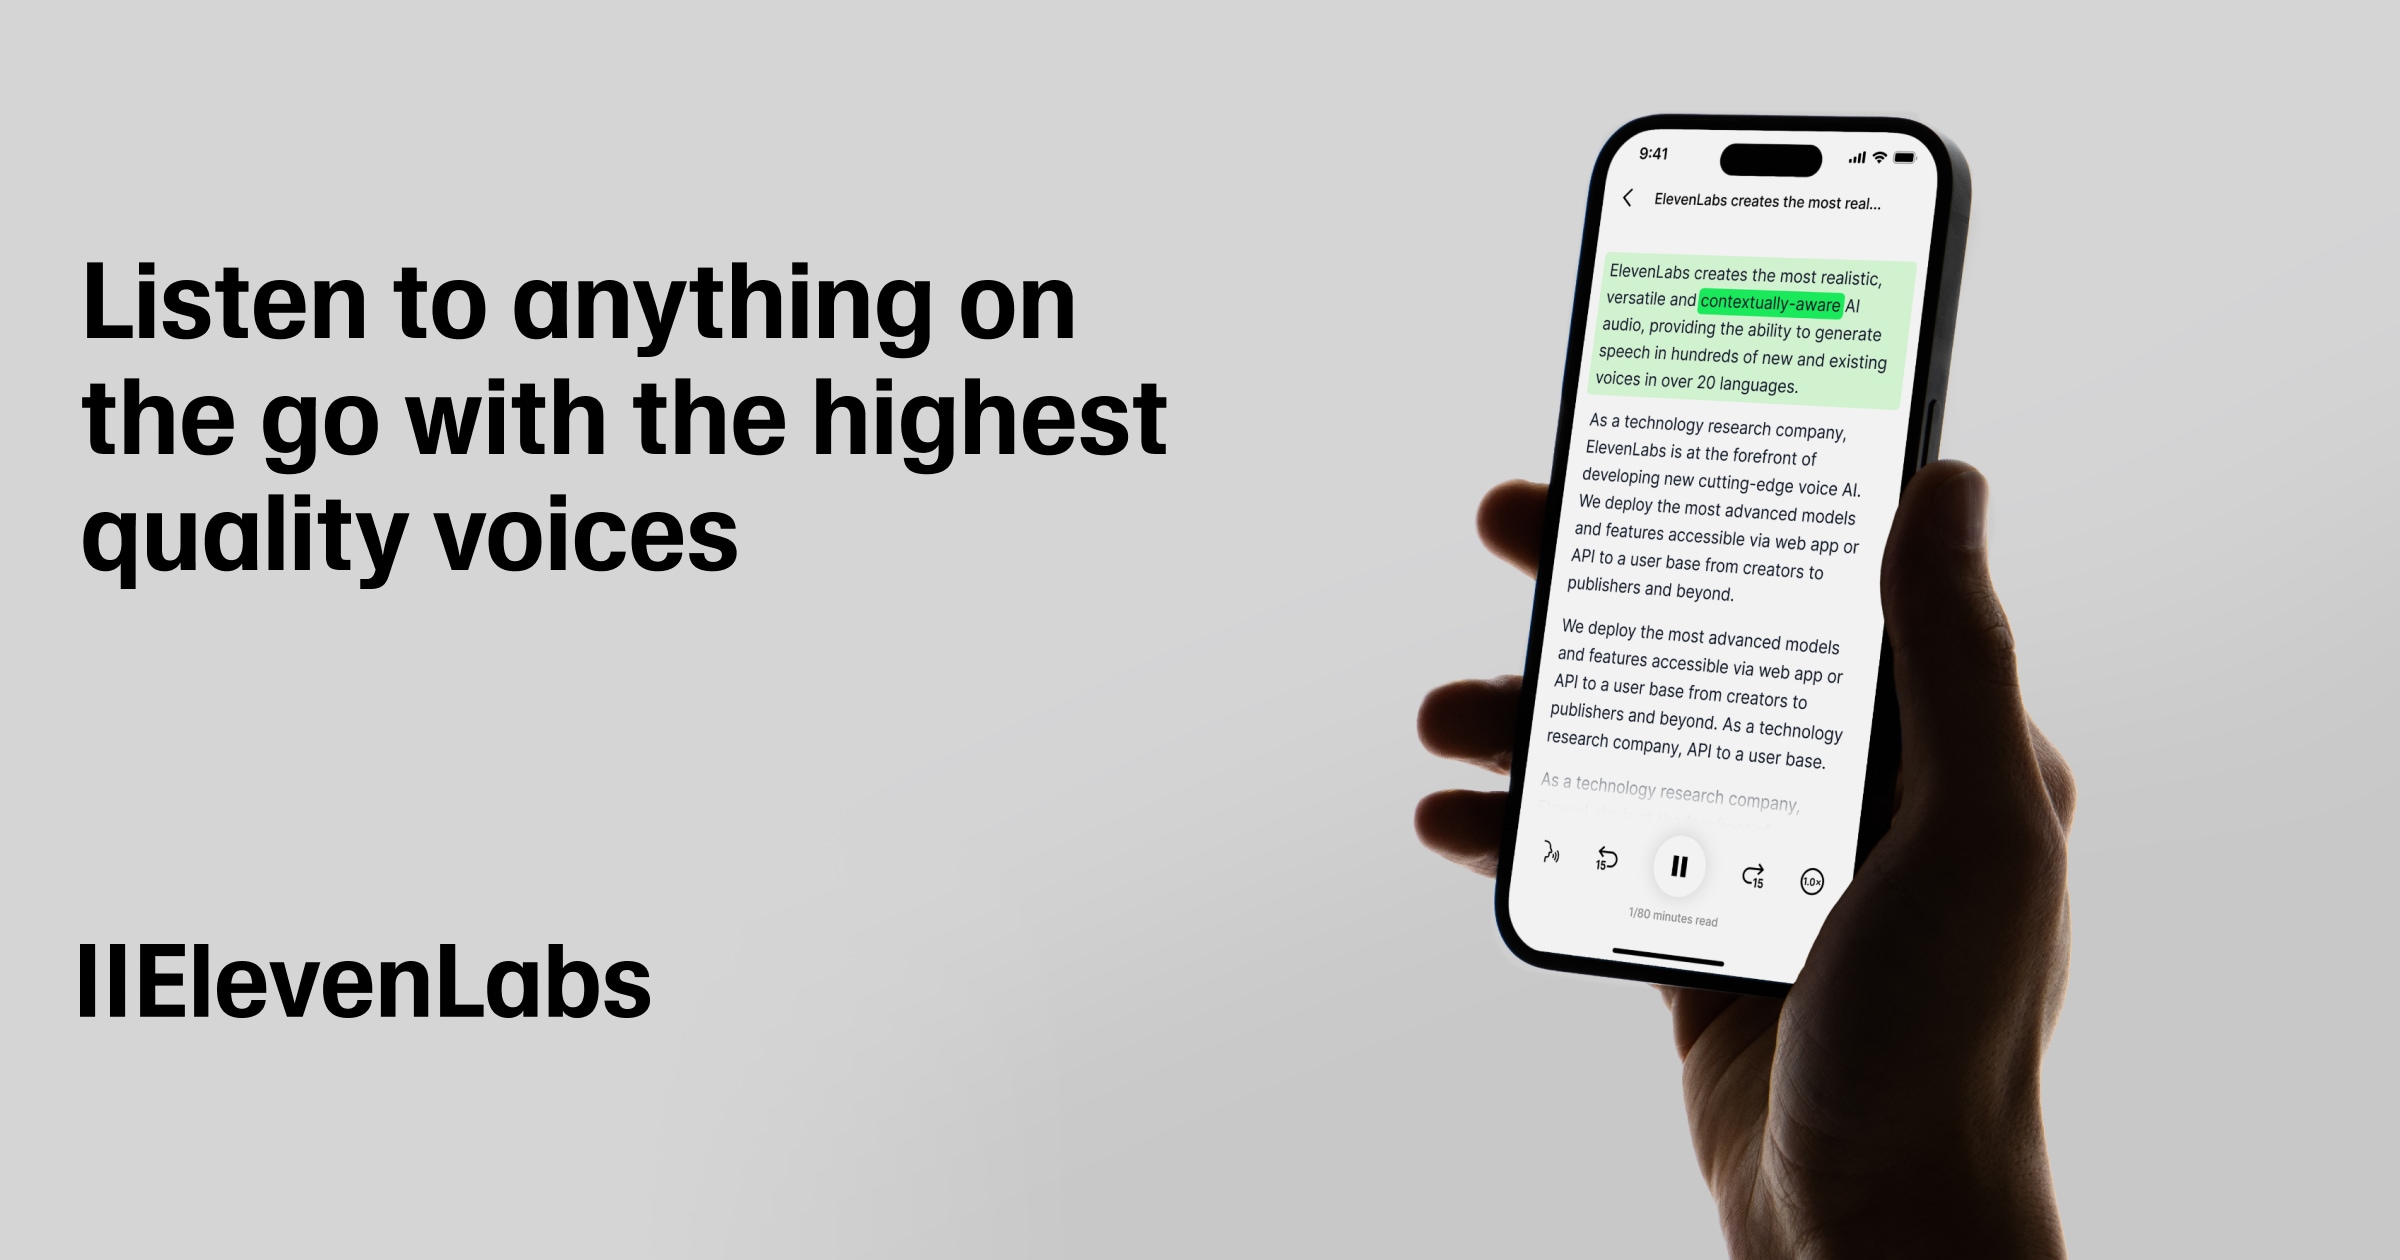 Listen to anything on
the go with the highest
quality voices
IIElevenLabs
9:41
ElevenLabs creates the most real...
ElevenLabs creates the most realistic,
versatile and contextually-aware AI
audio, providing the ability to generate
speech in hundreds of new and existing
voices in over 20 languages.
As a technology research company,
ElevenLabs is at the forefront of
developing new cutting-edge voice AI.
We deploy the most advanced models
and features accessible via web app or
API to a user base from creators to
publishers and beyond.
We deploy the most advanced models
and features accessible via web app or
API to a user base from creators to
publishers and beyond. As a technology
research company, API to a user base.
As a technology research company,
15
15
1.0×
1/80 minutes read